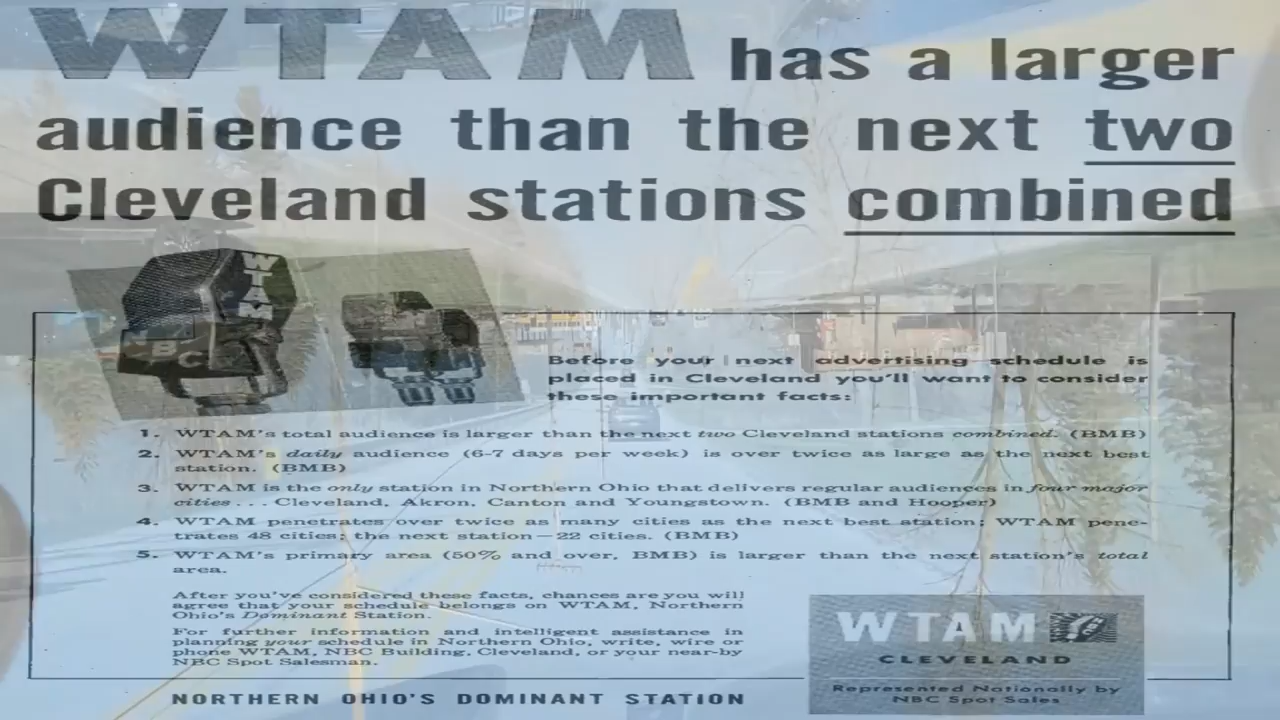 WTAM has a larger
audience than the next two
Cleveland stations combined
WTAM
NBC
Before your next advertising schedule is
placed in Cleveland you'll want to consider
these important facts:
1. WTAM's total audience is larger than the next two Cleveland stations combined. (BMB)
2. WTAM's daily audience (6-7 days per week) is over twice as large as the next best
station. (BMB)
3. WTAM is the only station in Northern Ohio that delivers regular audiences in four major
cities . . . Cleveland, Akron, Canton and Youngstown. (BMB and Hooper)
4. WTAM penetrates over twice as many cities as the next best station; WTAM pene-
trates 48 cities; the next station—22 cities. (BMB)
5. WTAM's primary area (50% and over, BMB) is larger than the next station's total
area.
After you've considered these facts, chances are you will
agree that your schedule belongs on WTAM, Northern
Ohio's Dominant Station.
For further information and intelligent assistance in
planning your schedule in Northern Ohio, write, wire or
phone WTAM, NBC Building, Cleveland, or your near-by
NBC Spot Salesman.
WTAM
CLEVELAND
Represented Nationally by
NBC Spot Sales
NORTHERN OHIO'S DOMINANT STATION